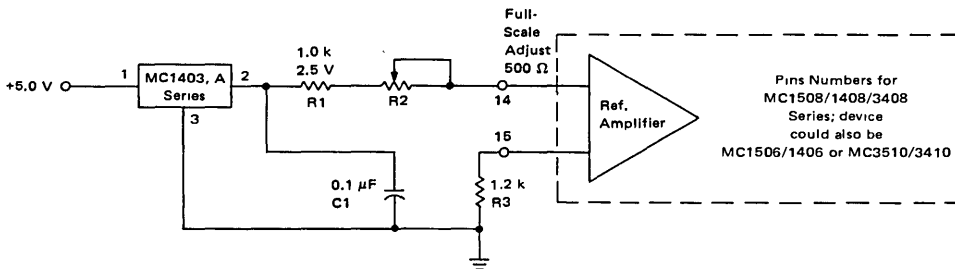 Full-
Scale
Adjust
500 Ω
1.0 k
2.5 V
R1
R2
+5.0 V
1
MC1403, A
Series
2
3
14
15
Ref.
Amplifier
Pins Numbers for
MC1508/1408/3408
Series; device
could also be
MC1506/1406 or MC3510/3410
0.1 μF
C1
1.2 k
R3